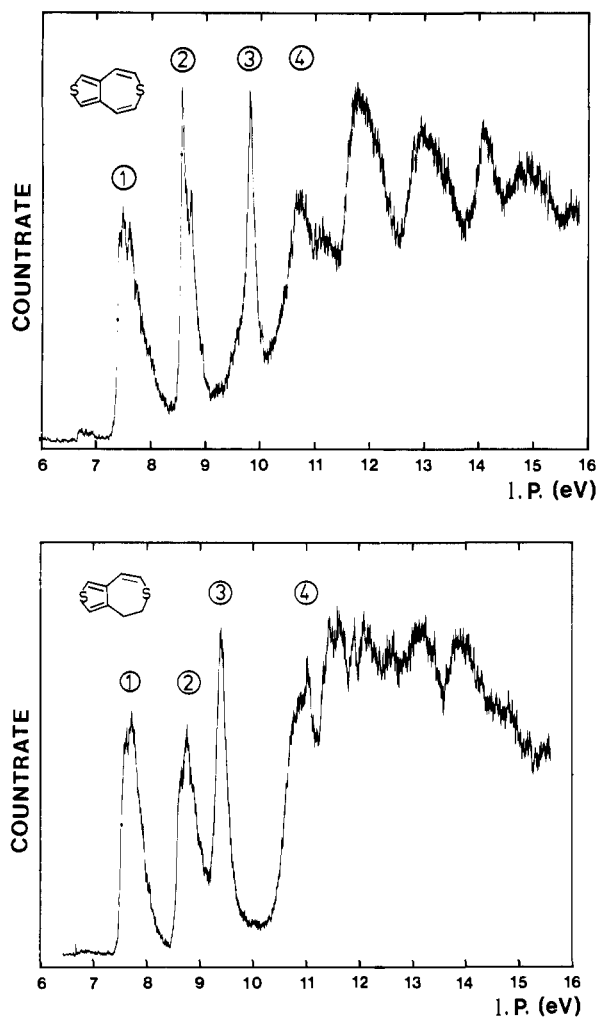 ① ② ③ ④
S S
COUNTRATE
6 7 8 9 10 11 12 13 14 15 16
I.P. (eV)
① ② ③ ④
S S
COUNTRATE
6 7 8 9 10 11 12 13 14 15 16
I.P. (eV)